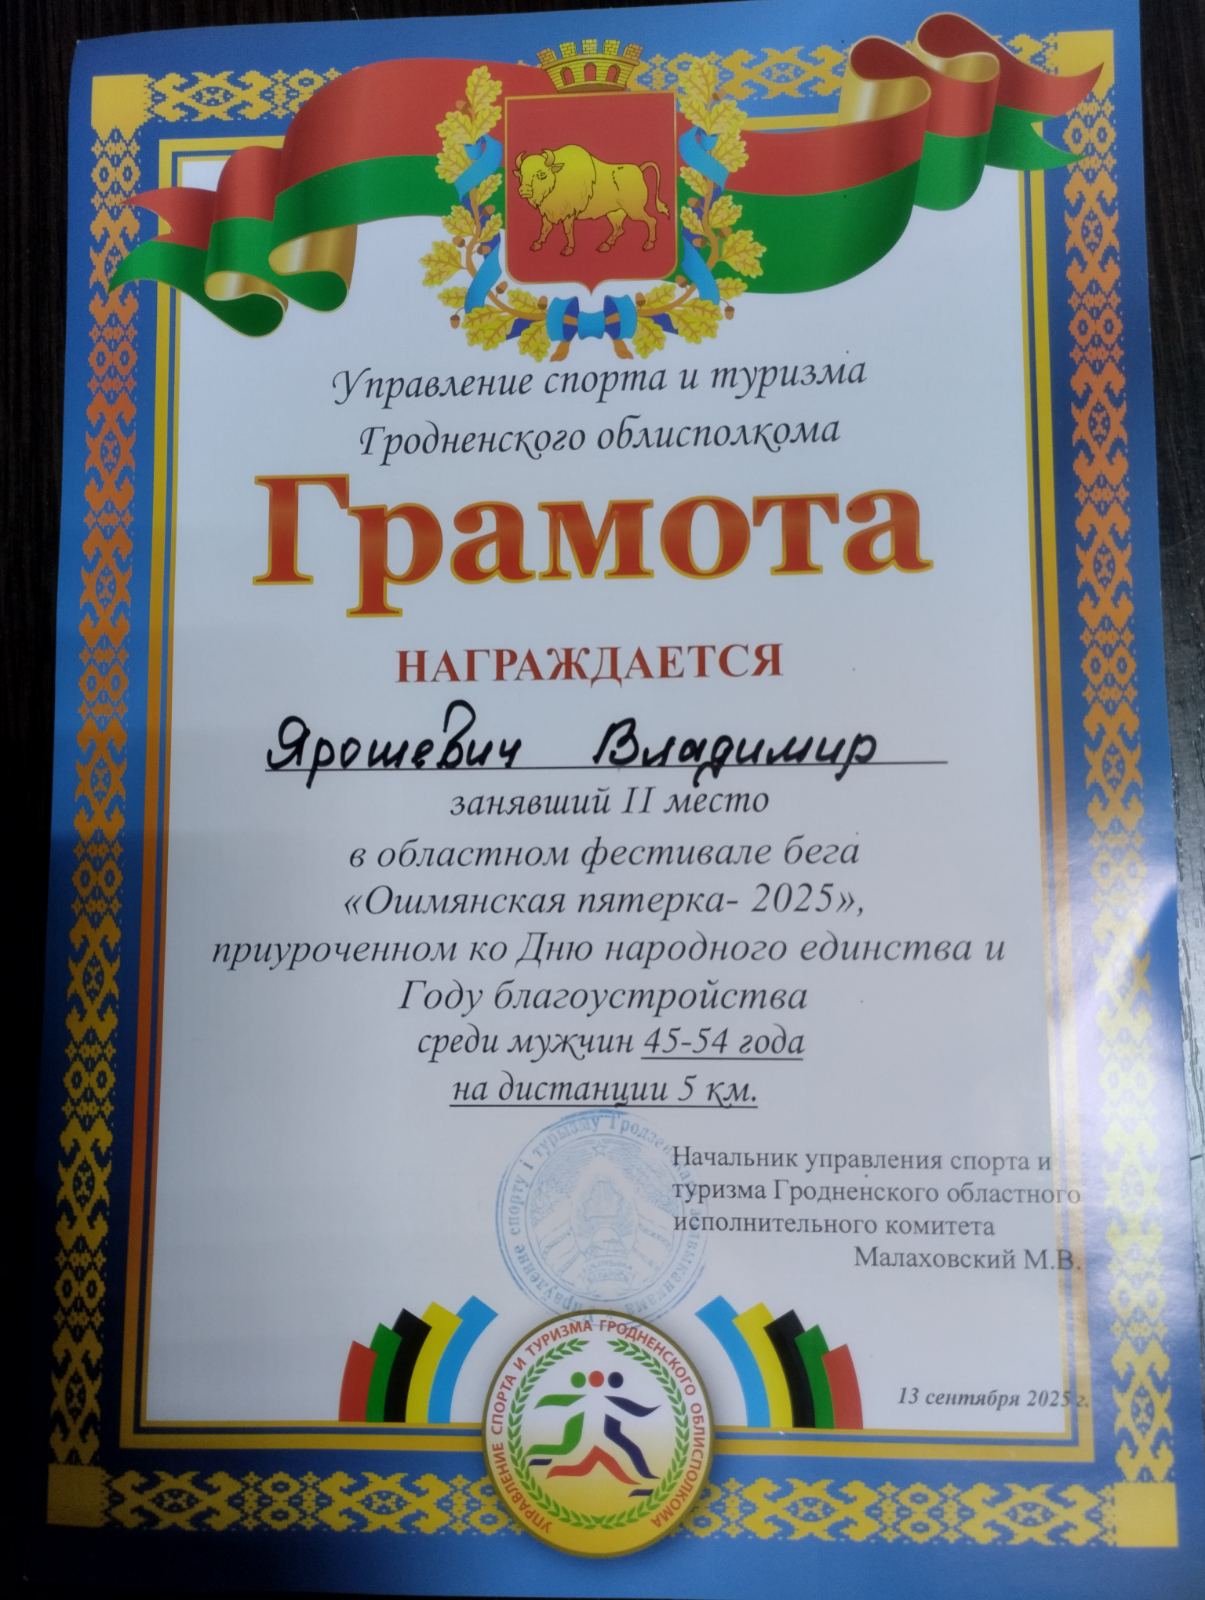 Управление спорта и туризма
Гродненского облисполкома
Грамота
НАГРАЖДАЕТСЯ
Ярошевич Владимир
занявший II место
в областном фестивале бега
«Ошмянская пятерка- 2025»,
приуроченном ко Дню народного единства и
Году благоустройства
среди мужчин 45-54 года
на дистанции 5 км.
спорту і турызму
Начальник управления спорта и
туризма Гродненского областного
исполнительного комитета
Малаховский М.В.
13 сентября 2025 г.
УПРАВЛЕНИЕ СПОРТА И ТУРИЗМА ГРОДНЕНСКОГО ОБЛИСПОЛКОМА